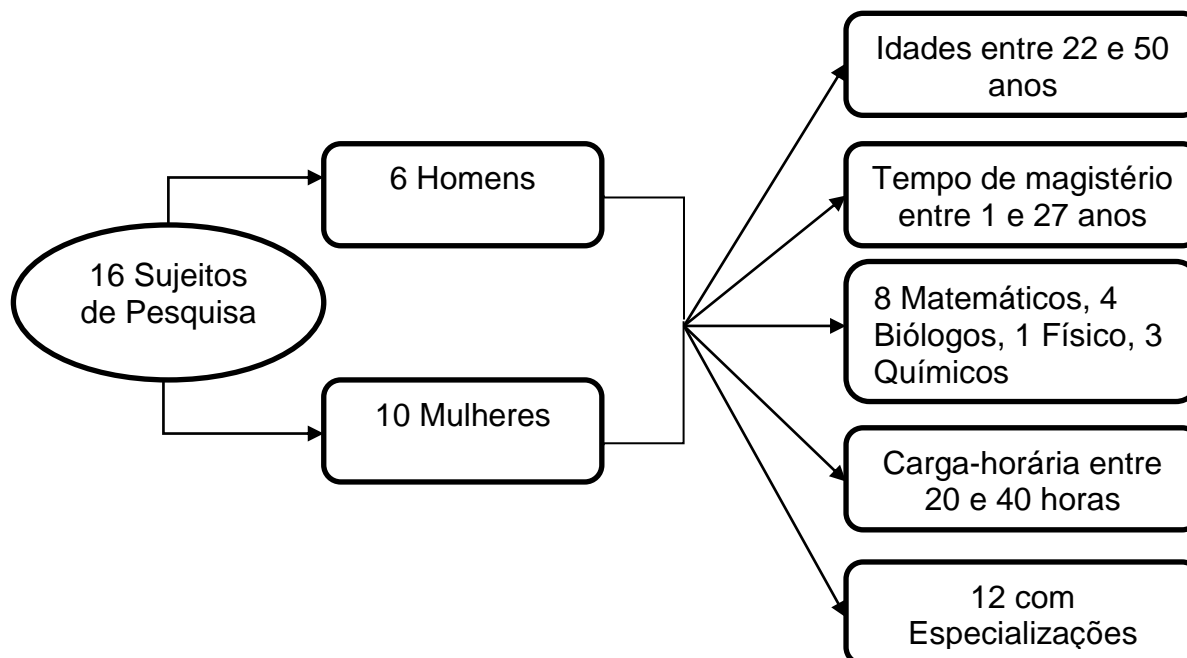 16 Sujeitos
de Pesquisa
6 Homens
10 Mulheres
Idades entre 22 e 50
anos
Tempo de magistério
entre 1 e 27 anos
8 Matemáticos, 4
Biólogos, 1 Físico, 3
Químicos
Carga-horária entre
20 e 40 horas
12 com
Especializações